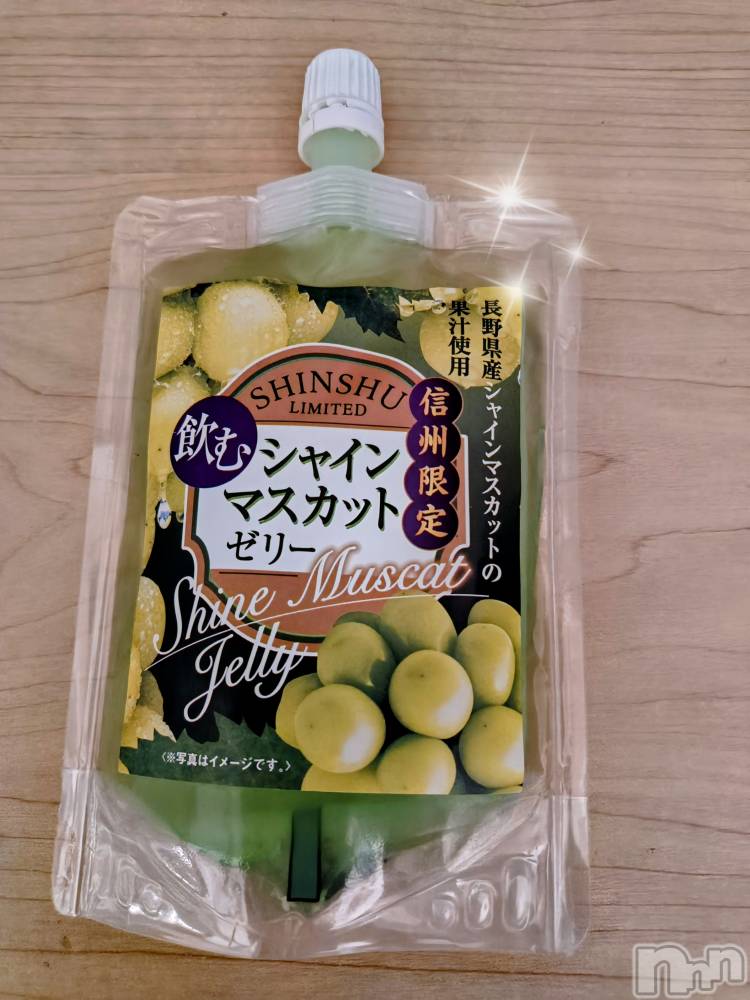 長野県産シャインマスカットの
果汁使用
SHINSHU
LIMITED
信州限定
飲む
シャイン
マスカット
ゼリー
Shine Muscat
Jelly
〈※写真はイメージです。〉
nnn